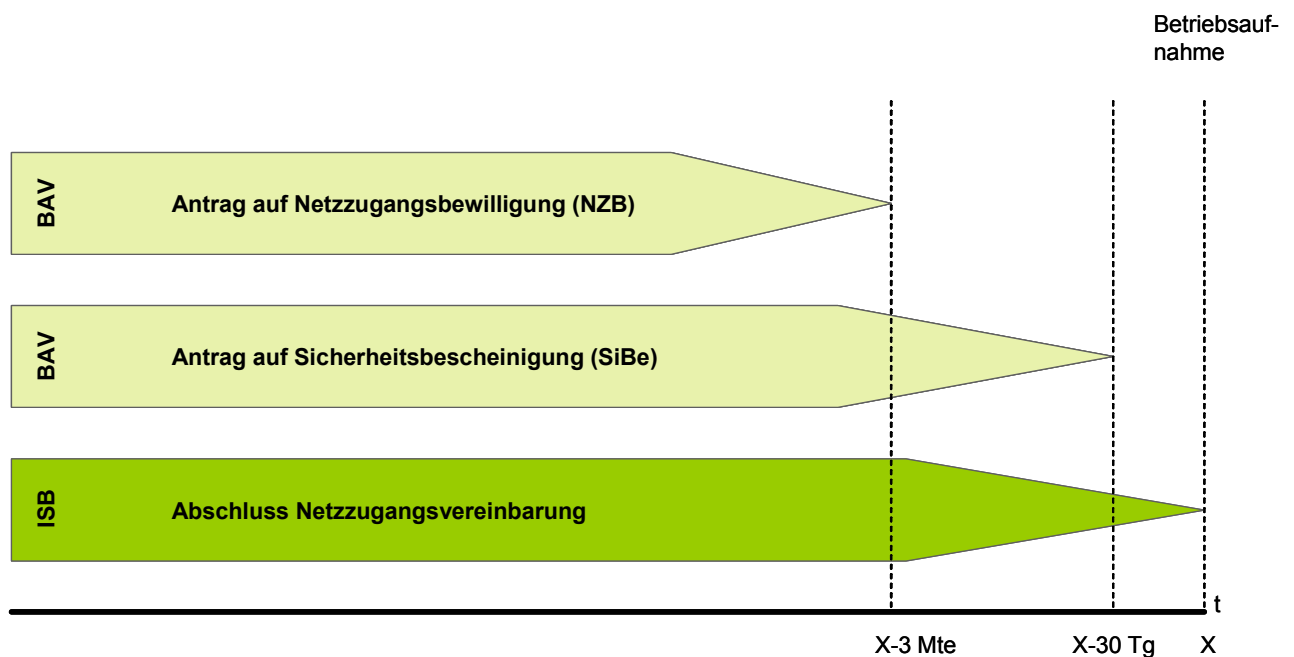 Betriebsauf-
nahme
BAV
Antrag auf Netzzugangsbewilligung (NZB)
BAV
Antrag auf Sicherheitsbescheinigung (SiBe)
ISB
Abschluss Netzzugangsvereinbarung
t
X-3 Mte
X-30 Tg
X